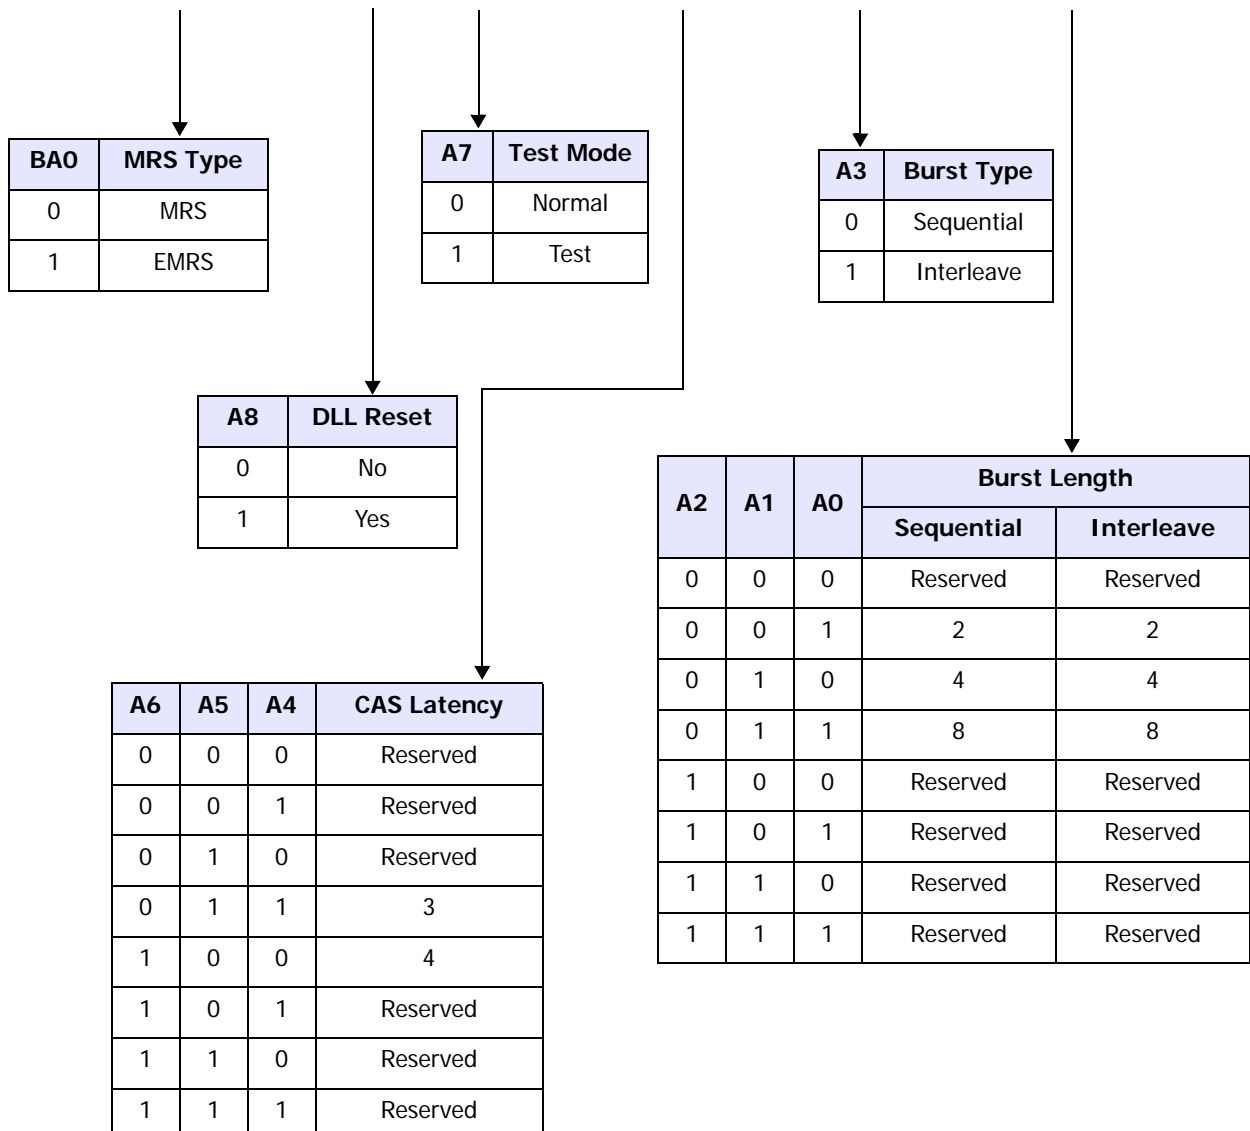 BA0 MRS Type
0 MRS
1 EMRS
A7 Test Mode
0 Normal
1 Test
A3 Burst Type
0 Sequential
1 Interleave
A8 DLL Reset
0 No
1 Yes
A2 A1 A0 Burst Length
Sequential Interleave
0 0 0 Reserved Reserved
0 0 1 2 2
0 1 0 4 4
0 1 1 8 8
1 0 0 Reserved Reserved
1 0 1 Reserved Reserved
1 1 0 Reserved Reserved
1 1 1 Reserved Reserved
A6 A5 A4 CAS Latency
0 0 0 Reserved
0 0 1 Reserved
0 1 0 Reserved
0 1 1 3
1 0 0 4
1 0 1 Reserved
1 1 0 Reserved
1 1 1 Reserved